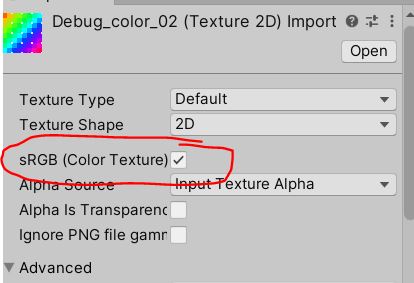 Debug_color_02 (Texture 2D) Import
Open
Texture Type Default
Texture Shape 2D
sRGB (Color Texture)
Alpha Source Input Texture Alpha
Alpha Is Transparenc
Ignore PNG file gamm
Advanced